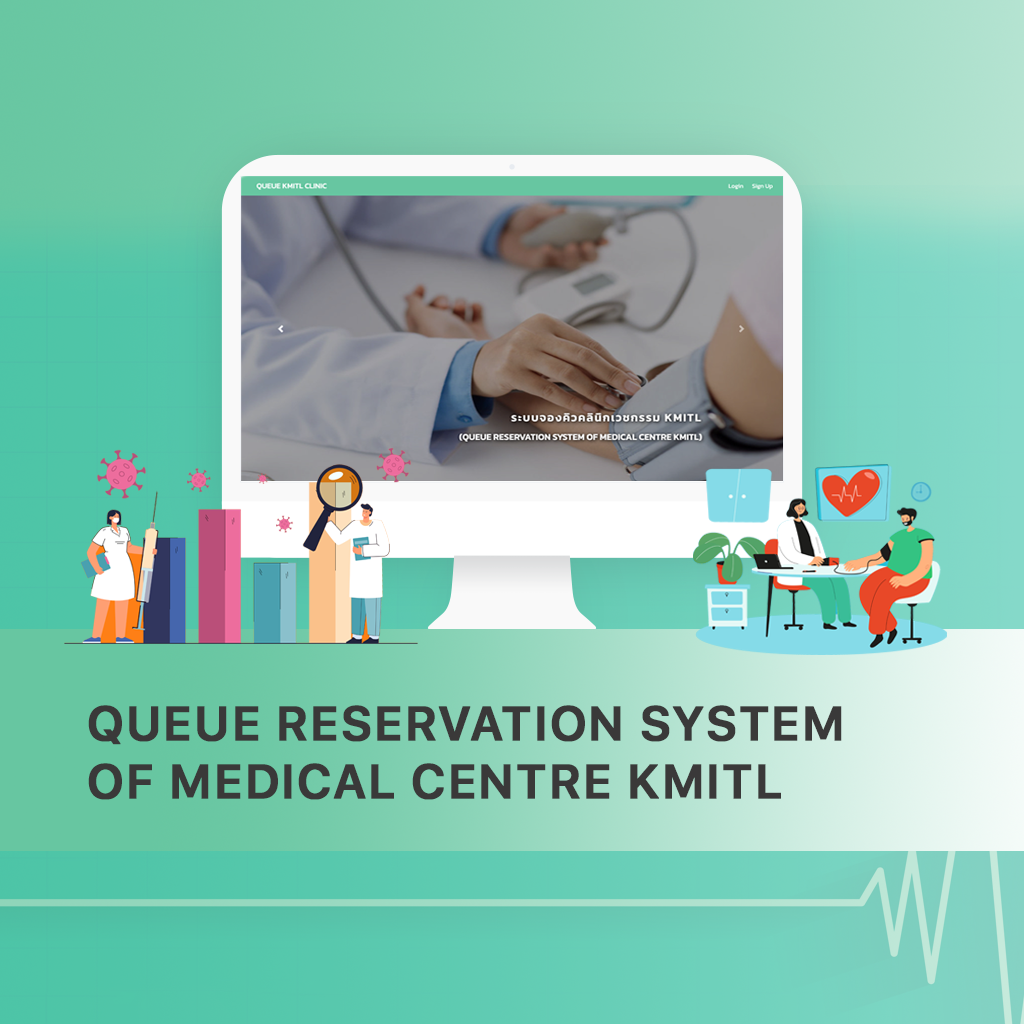 QUEUE KMITL CLINIC
Login Sign Up
ระบบจองคิวคลินิกเวชกรรม KMITL
(QUEUE RESERVATION SYSTEM OF MEDICAL CENTRE KMITL)
QUEUE RESERVATION SYSTEM
OF MEDICAL CENTRE KMITL